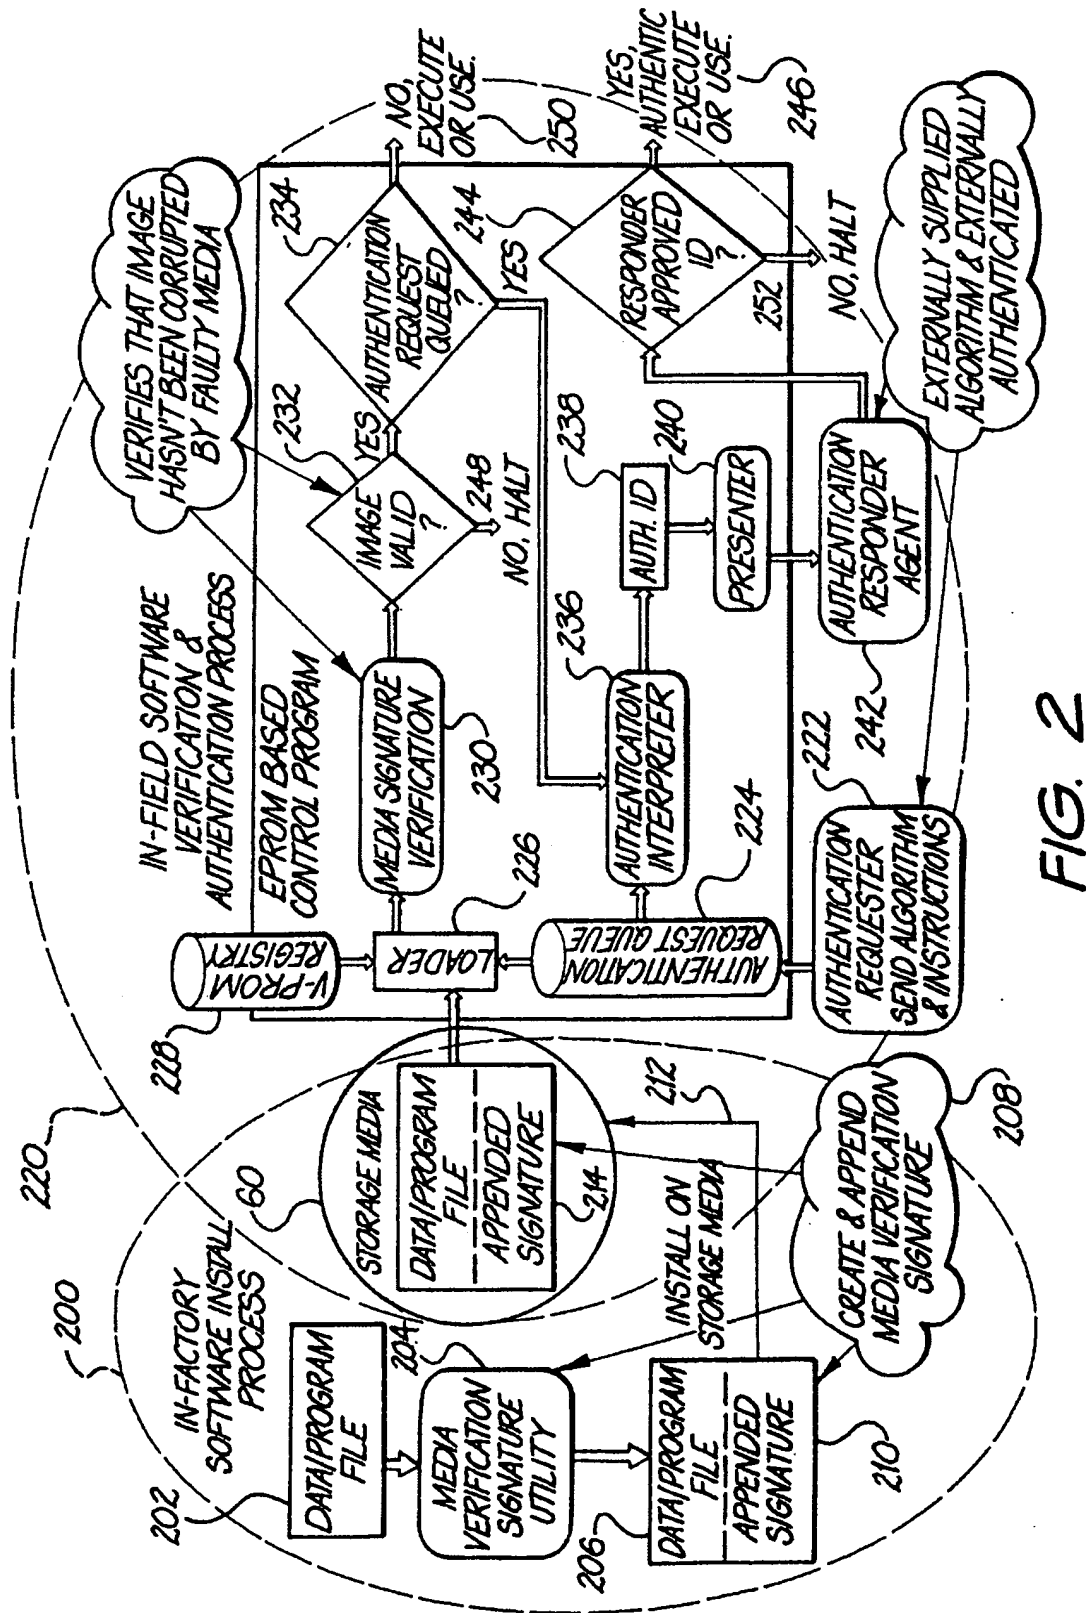 200
IN-FACTORY
SOFTWARE INSTALL
PROCESS
202
DATA/PROGRAM
FILE
204
MEDIA
VERIFICATION
SIGNATURE
UTILITY
206
DATA/PROGRAM
FILE
APPENDED
SIGNATURE
210
INSTALL ON
STORAGE MEDIA
212
60
STORAGE MEDIA
DATA/PROGRAM
FILE
APPENDED
SIGNATURE
214
CREATE & APPEND
MEDIA VERIFICATION
SIGNATURE
208
220
IN-FIELD SOFTWARE
VERIFICATION &
AUTHENTICATION PROCESS
228
V-PROM
REGISTRY
EPROM BASED
CONTROL PROGRAM
LOADER
226
MEDIA SIGNATURE
VERIFICATION
230
VERIFIES THAT IMAGE
HASN'T BEEN CORRUPTED
BY FAULTY MEDIA
232
IMAGE
VALID
?
YES
248
NO, HALT
234
AUTHENTICATION
REQUEST
QUEUED
?
YES
NO,
EXECUTE
OR USE.
250
AUTHENTICATION
REQUEST QUEUE
224
AUTHENTICATION
INTERPRETER
236
AUTH. ID
238
PRESENTER
240
244
RESPONDER
APPROVED
ID
?
YES,
AUTHENTIC
EXECUTE
OR USE.
246
252
NO, HALT
222
AUTHENTICATION
REQUESTER
SEND ALGORITHM
& INSTRUCTIONS
242
AUTHENTICATION
RESPONDER
AGENT
EXTERNALLY SUPPLIED
ALGORITHM & EXTERNALLY
AUTHENTICATED
FIG. 2